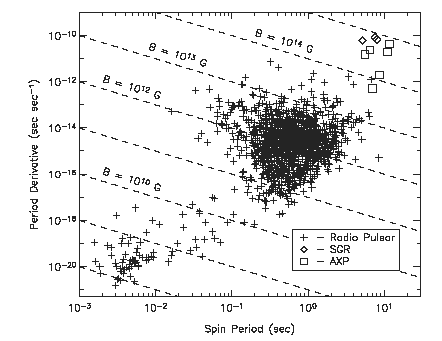 B = 10¹⁴ G
B = 10¹³ G
B = 10¹² G
B = 10¹⁰ G
10⁻¹⁰
10⁻¹²
10⁻¹⁴
10⁻¹⁶
10⁻¹⁸
10⁻²⁰
Period Derivative (sec sec⁻¹)
+ – Radio Pulsar
◇ – SGR
□ – AXP
10⁻³ 10⁻² 10⁻¹ 10⁰ 10¹
Spin Period (sec)